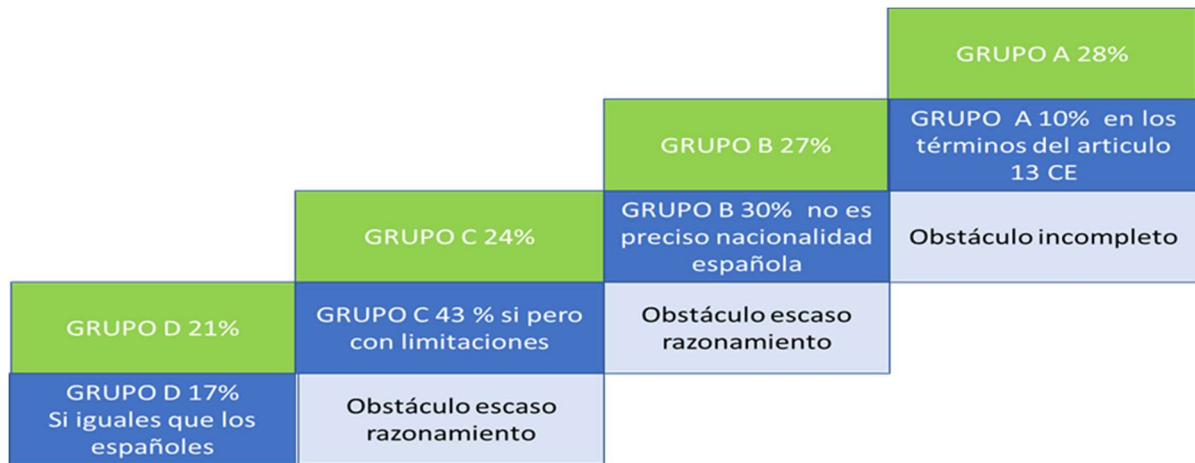 GRUPO A 28%
GRUPO B 27%
GRUPO A 10% en los
términos del articulo
13 CE
GRUPO C 24%
GRUPO B 30% no es
preciso nacionalidad
española
Obstáculo incompleto
GRUPO D 21%
GRUPO C 43 % si pero
con limitaciones
Obstáculo escaso
razonamiento
GRUPO D 17%
Si iguales que los
españoles
Obstáculo escaso
razonamiento